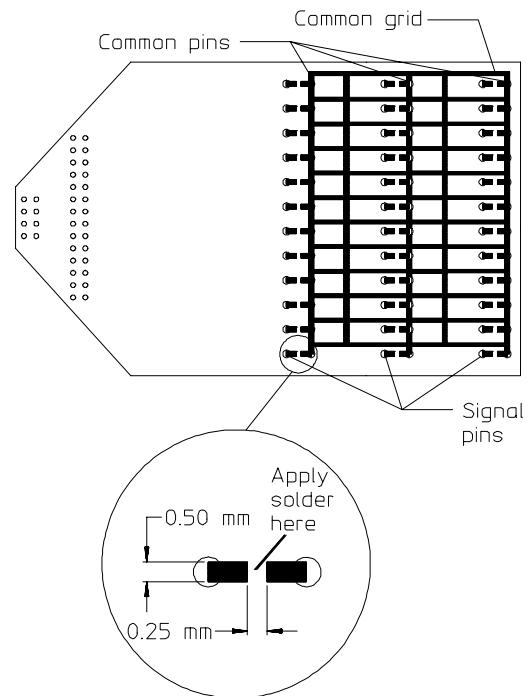 Common grid
Common pins
Signal
pins
Apply
solder
here
0.50 mm
0.25 mm